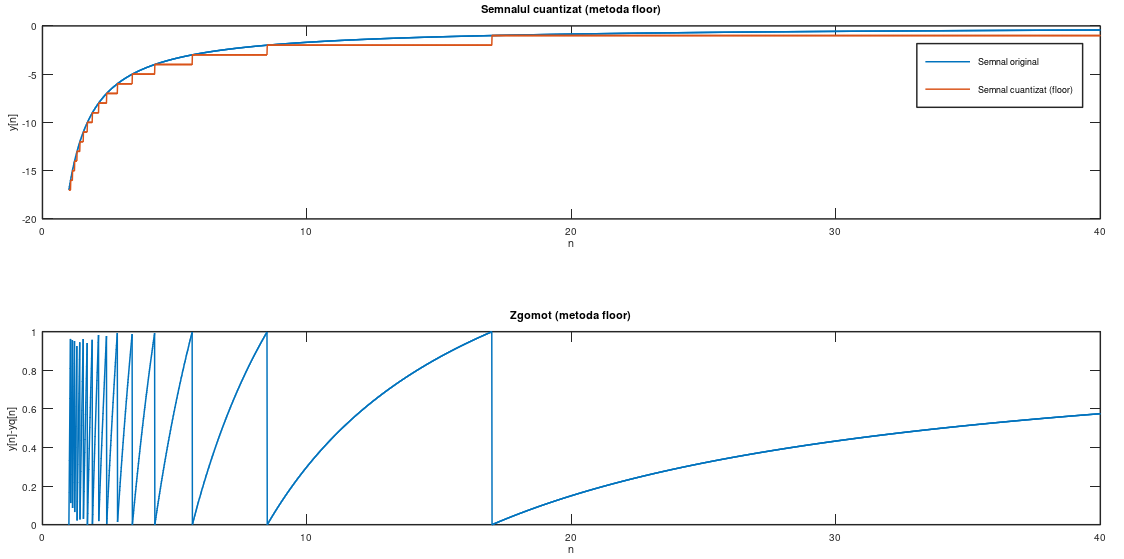 Semnalul cuantizat (metoda floor)
0
-5
-10
-15
-20
y[n]
Semnal original
Semnal cuantizat (floor)
0 10 20 30 40
n
Zgomot (metoda floor)
1
0.8
0.6
0.4
0.2
0
y[n]-yq[n]
0 10 20 30 40
n